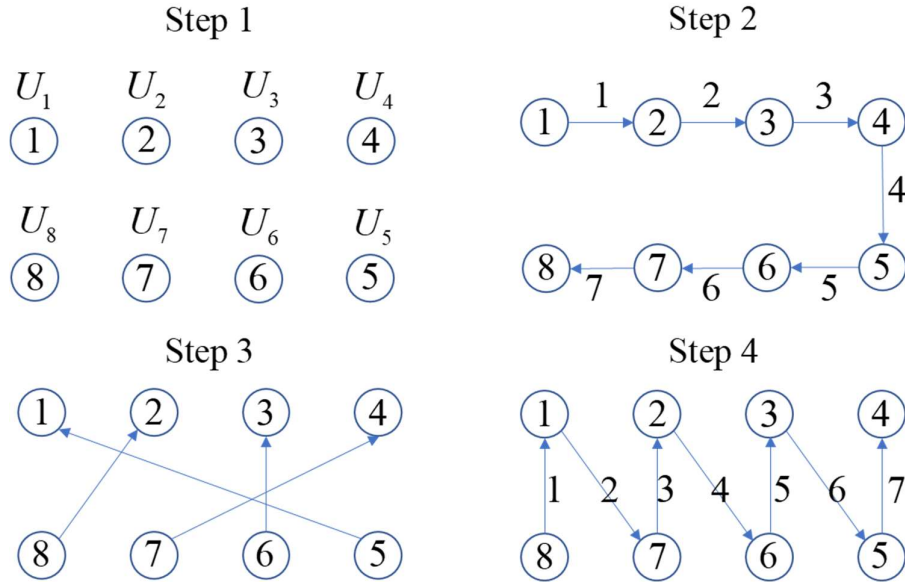 Step 1
U₁ U₂ U₃ U₄
1 2 3 4
U₈ U₇ U₆ U₅
8 7 6 5
Step 2
1 2 3
1 2 3 4
4
8 7 6 5
7 6 5
Step 3
1 2 3 4
8 7 6 5
Step 4
1 2 3 4
1 2 3 4 5 6 7
8 7 6 5